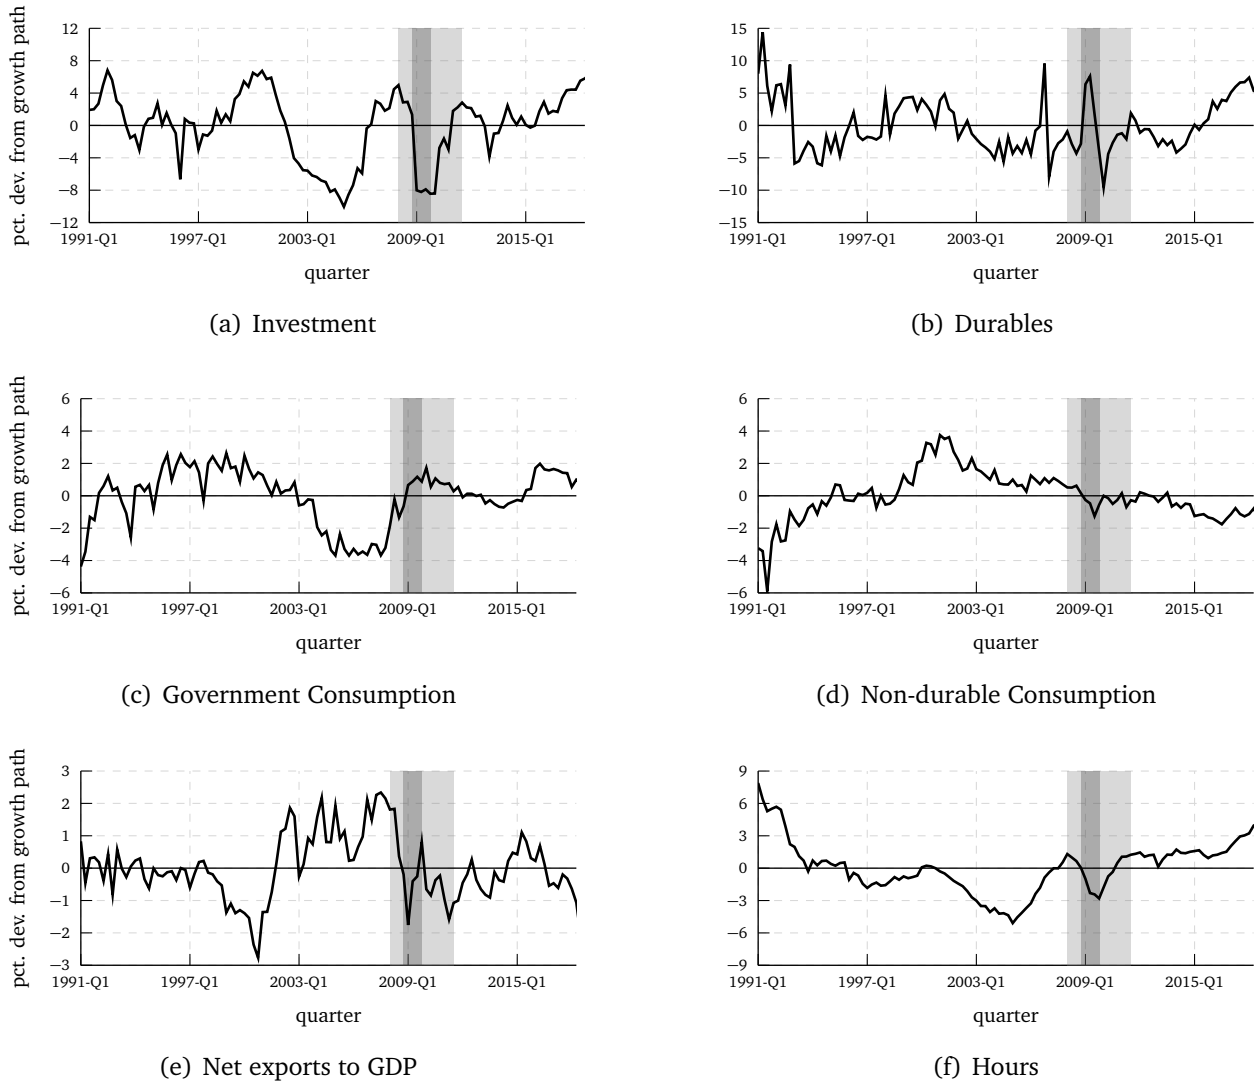 pct. dev. from growth path
12
8
4
0
−4
−8
−12
1991-Q1 1997-Q1 2003-Q1 2009-Q1 2015-Q1
quarter
(a) Investment
15
10
5
0
−5
−10
−15
1991-Q1 1997-Q1 2003-Q1 2009-Q1 2015-Q1
quarter
(b) Durables
pct. dev. from growth path
6
4
2
0
−2
−4
−6
1991-Q1 1997-Q1 2003-Q1 2009-Q1 2015-Q1
quarter
(c) Government Consumption
6
4
2
0
−2
−4
−6
1991-Q1 1997-Q1 2003-Q1 2009-Q1 2015-Q1
quarter
(d) Non-durable Consumption
pct. dev. from growth path
3
2
1
0
−1
−2
−3
1991-Q1 1997-Q1 2003-Q1 2009-Q1 2015-Q1
quarter
(e) Net exports to GDP
9
6
3
0
−3
−6
−9
1991-Q1 1997-Q1 2003-Q1 2009-Q1 2015-Q1
quarter
(f) Hours